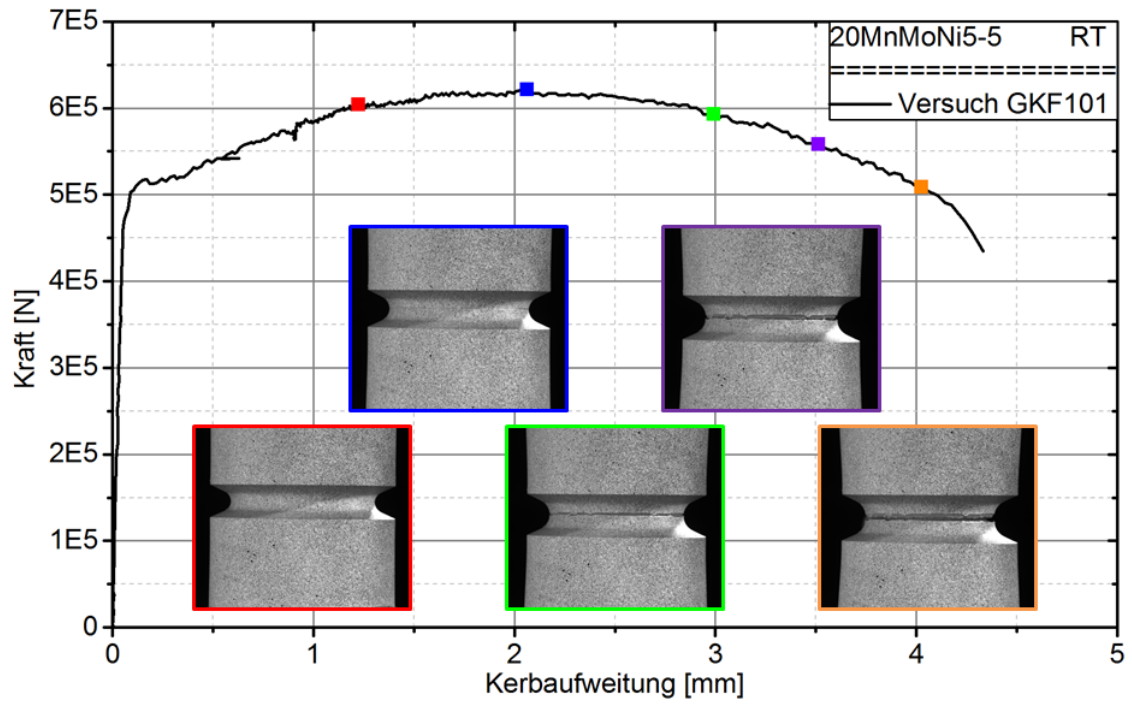 7E5
6E5
5E5
4E5
3E5
2E5
1E5
0
Kraft [N]
20MnMoNi5-5 RT
Versuch GKF101
0 1 2 3 4 5
Kerbaufweitung [mm]